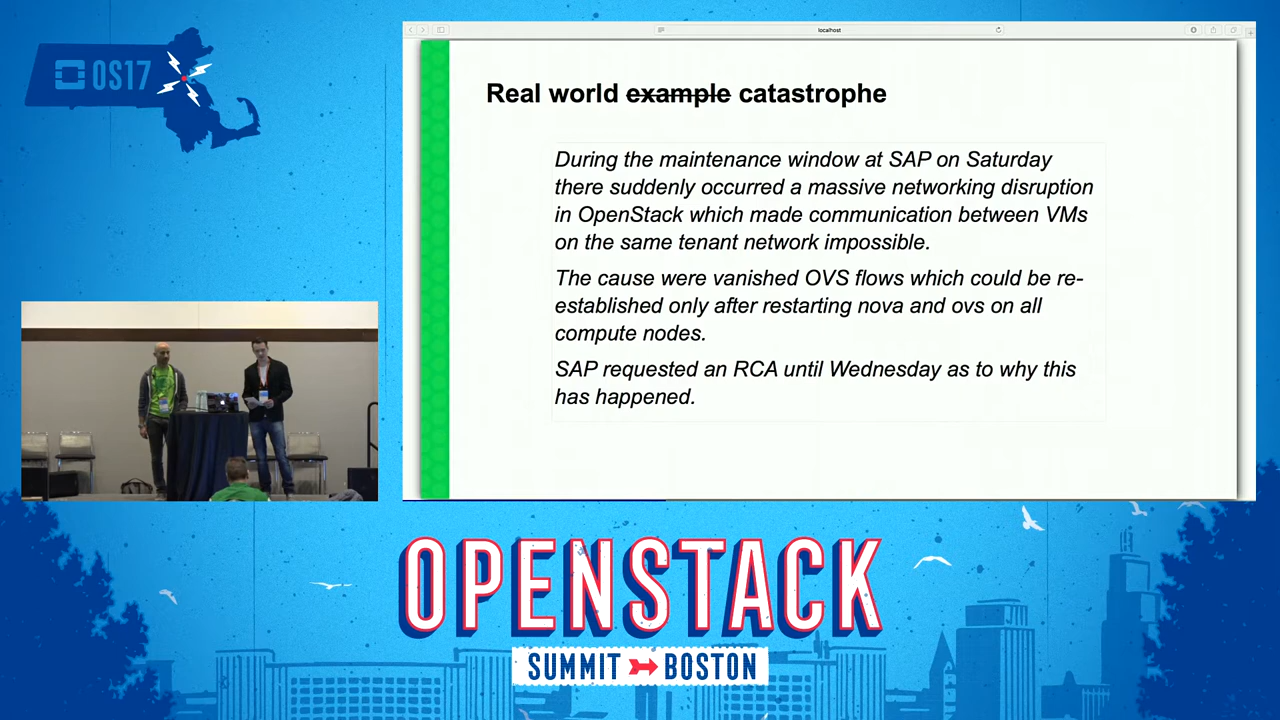 OS17
localhost
Real world example catastrophe
During the maintenance window at SAP on Saturday
there suddenly occurred a massive networking disruption
in OpenStack which made communication between VMs
on the same tenant network impossible.
The cause were vanished OVS flows which could be re-
established only after restarting nova and ovs on all
compute nodes.
SAP requested an RCA until Wednesday as to why this
has happened.
OPENSTACK
SUMMIT BOSTON